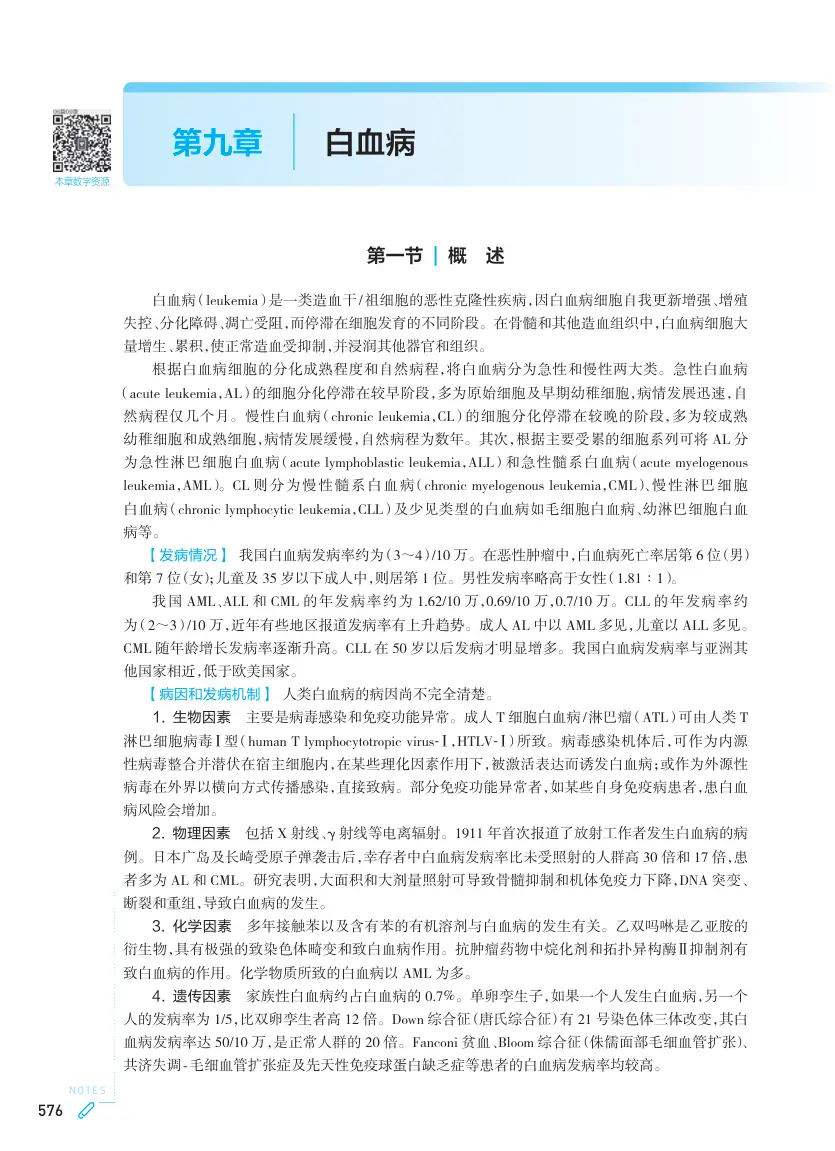 第九章
白血病
本章数字资源
第一节 概 述
白血病(leukemia)是一类造血干/祖细胞的恶性克隆性疾病,因白血病细胞自我更新增强、增殖
失控、分化障碍、凋亡受阻,而停滞在细胞发育的不同阶段。在骨髓和其他造血组织中,白血病细胞大
量增生、累积,使正常造血受抑制,并浸润其他器官和组织。
根据白血病细胞的分化成熟程度和自然病程,将白血病分为急性和慢性两大类。急性白血病
(acute leukemia,AL)的细胞分化停滞在较早阶段,多为原始细胞及早期幼稚细胞,病情发展迅速,自
然病程仅几个月。慢性白血病(chronic leukemia,CL)的细胞分化停滞在较晚的阶段,多为较成熟
幼稚细胞和成熟细胞,病情发展缓慢,自然病程为数年。其次,根据主要受累的细胞系列可将 AL 分
为急性淋巴细胞白血病(acute lymphoblastic leukemia,ALL)和急性髓系白血病(acute myelogenous
leukemia,AML)。CL 则分为慢性髓系白血病(chronic myelogenous leukemia,CML)、慢性淋巴细胞
白血病(chronic lymphocytic leukemia,CLL)及少见类型的白血病如毛细胞白血病、幼淋巴细胞白血
病等。
【发病情况】 我国白血病发病率约为(3～4)/10 万。在恶性肿瘤中,白血病死亡率居第 6 位(男)
和第 7 位(女);儿童及 35 岁以下成人中,则居第 1 位。男性发病率略高于女性(1.81∶1)。
我国 AML、ALL 和 CML 的年发病率约为 1.62/10 万,0.69/10 万,0.7/10 万。CLL 的年发病率约
为(2～3)/10 万,近年有些地区报道发病率有上升趋势。成人 AL 中以 AML 多见,儿童以 ALL 多见。
CML 随年龄增长发病率逐渐升高。CLL 在 50 岁以后发病才明显增多。我国白血病发病率与亚洲其
他国家相近,低于欧美国家。
【病因和发病机制】 人类白血病的病因尚不完全清楚。
1. 生物因素 主要是病毒感染和免疫功能异常。成人 T 细胞白血病/淋巴瘤(ATL)可由人类 T
淋巴细胞病毒Ⅰ型(human T lymphocytotropic virus-Ⅰ,HTLV-Ⅰ)所致。病毒感染机体后,可作为内源
性病毒整合并潜伏在宿主细胞内,在某些理化因素作用下,被激活表达而诱发白血病;或作为外源性
病毒在外界以横向方式传播感染,直接致病。部分免疫功能异常者,如某些自身免疫病患者,患白血
病风险会增加。
2. 物理因素 包括 X 射线、γ 射线等电离辐射。1911 年首次报道了放射工作者发生白血病的病
例。日本广岛及长崎受原子弹袭击后,幸存者中白血病发病率比未受照射的人群高 30 倍和 17 倍,患
者多为 AL 和 CML。研究表明,大面积和大剂量照射可导致骨髓抑制和机体免疫力下降,DNA 突变、
断裂和重组,导致白血病的发生。
3. 化学因素 多年接触苯以及含有苯的有机溶剂与白血病的发生有关。乙双吗啉是乙亚胺的
衍生物,具有极强的致染色体畸变和致白血病作用。抗肿瘤药物中烷化剂和拓扑异构酶Ⅱ抑制剂有
致白血病的作用。化学物质所致的白血病以 AML 为多。
4. 遗传因素 家族性白血病约占白血病的 0.7%。单卵孪生子,如果一个人发生白血病,另一个
人的发病率为 1/5,比双卵孪生者高 12 倍。Down 综合征(唐氏综合征)有 21 号染色体三体改变,其白
血病发病率达 50/10 万,是正常人群的 20 倍。Fanconi 贫血、Bloom 综合征(侏儒面部毛细血管扩张)、
共济失调-毛细血管扩张症及先天性免疫球蛋白缺乏症等患者的白血病发病率均较高。
NOTES
576